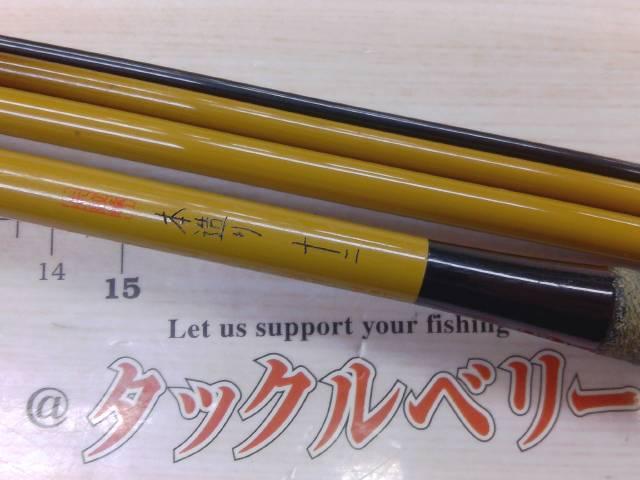 本造り 十二
14
15
Let us support your fishing
@タックルベリー